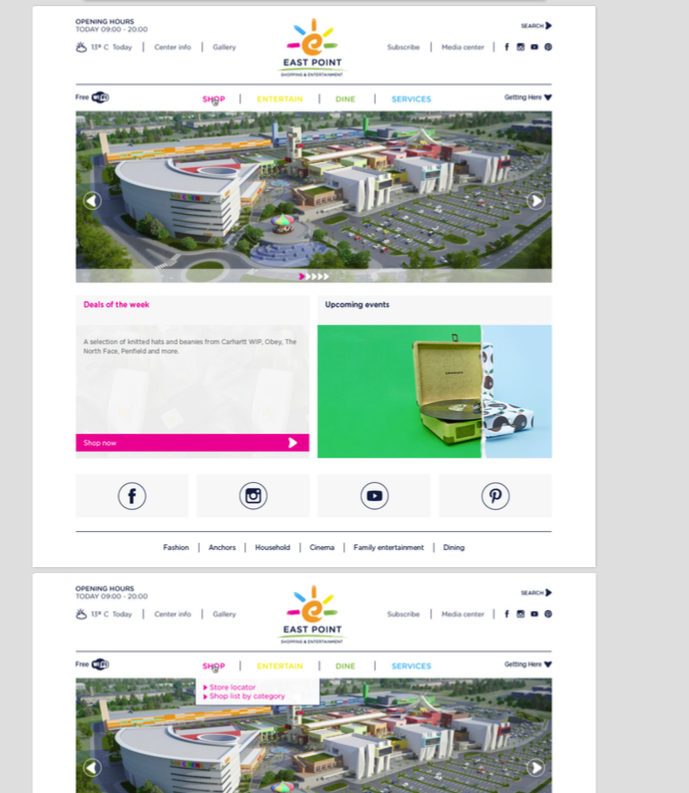 OPENING HOURS
TODAY 09:00 - 20:00
SEARCH
13° C Today | Center info | Gallery
Subscribe | Media center |
EAST POINT
SHOPPING & ENTERTAINMENT
Free WiFi
SHOP | ENTERTAIN | DINE | SERVICES
Getting Here
Deals of the week
Upcoming events
A selection of knitted hats and beanies from Carhartt WIP, Obey, The
North Face, Penfield and more.
Shop now
Fashion | Anchors | Household | Cinema | Family entertainment | Dining
OPENING HOURS
TODAY 09:00 - 20:00
SEARCH
13° C Today | Center info | Gallery
Subscribe | Media center |
EAST POINT
SHOPPING & ENTERTAINMENT
Free WiFi
SHOP | ENTERTAIN | DINE | SERVICES
Getting Here
Store locator
Shop list by category